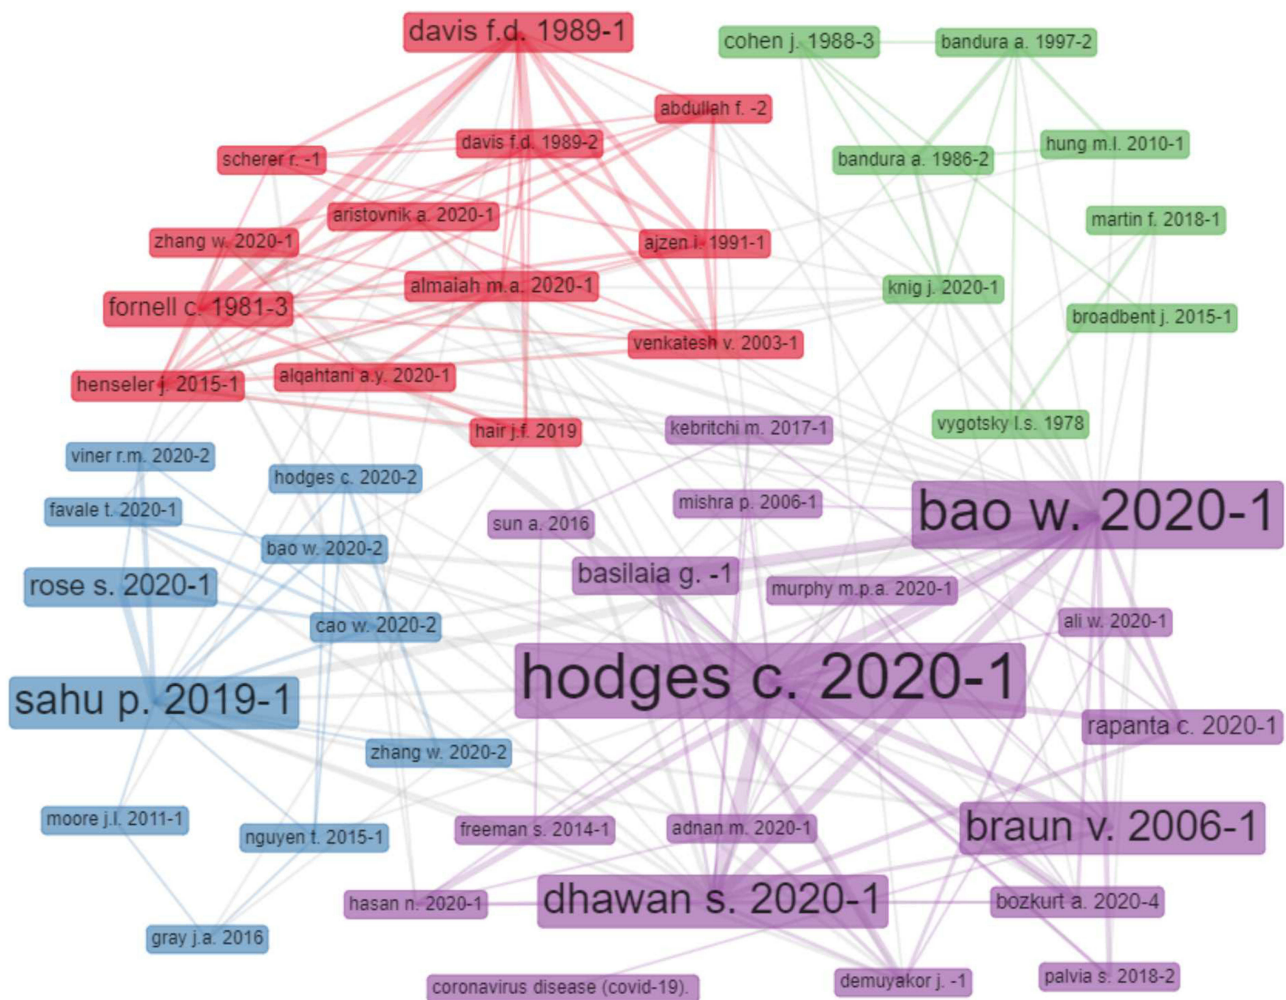 davis f.d. 1989-1
cohen j. 1988-3
bandura a. 1997-2
abdullah f. -2
davis f.d. 1989-2
scherer r. -1
bandura a. 1986-2
hung m.l. 2010-1
aristovnik a. 2020-1
martin f. 2018-1
zhang w. 2020-1
ajzen i. 1991-1
almaiah m.a. 2020-1
knig j. 2020-1
fornell c. 1981-3
broadbent j. 2015-1
venkatesh v. 2003-1
henseler j. 2015-1
alqahtani a.y. 2020-1
hair j.f. 2019
kebritchi m. 2017-1
vygotsky l.s. 1978
viner r.m. 2020-2
hodges c. 2020-2
mishra p. 2006-1
favale t. 2020-1
sun a. 2016
bao w. 2020-1
bao w. 2020-2
basilaia g. -1
rose s. 2020-1
murphy m.p.a. 2020-1
cao w. 2020-2
ali w. 2020-1
hodges c. 2020-1
sahu p. 2019-1
rapanta c. 2020-1
zhang w. 2020-2
moore j.l. 2011-1
nguyen t. 2015-1
freeman s. 2014-1
adnan m. 2020-1
braun v. 2006-1
hasan n. 2020-1
dhawan s. 2020-1
bozkurt a. 2020-4
gray j.a. 2016
coronavirus disease (covid-19).
demuyakor j. -1
palvia s. 2018-2